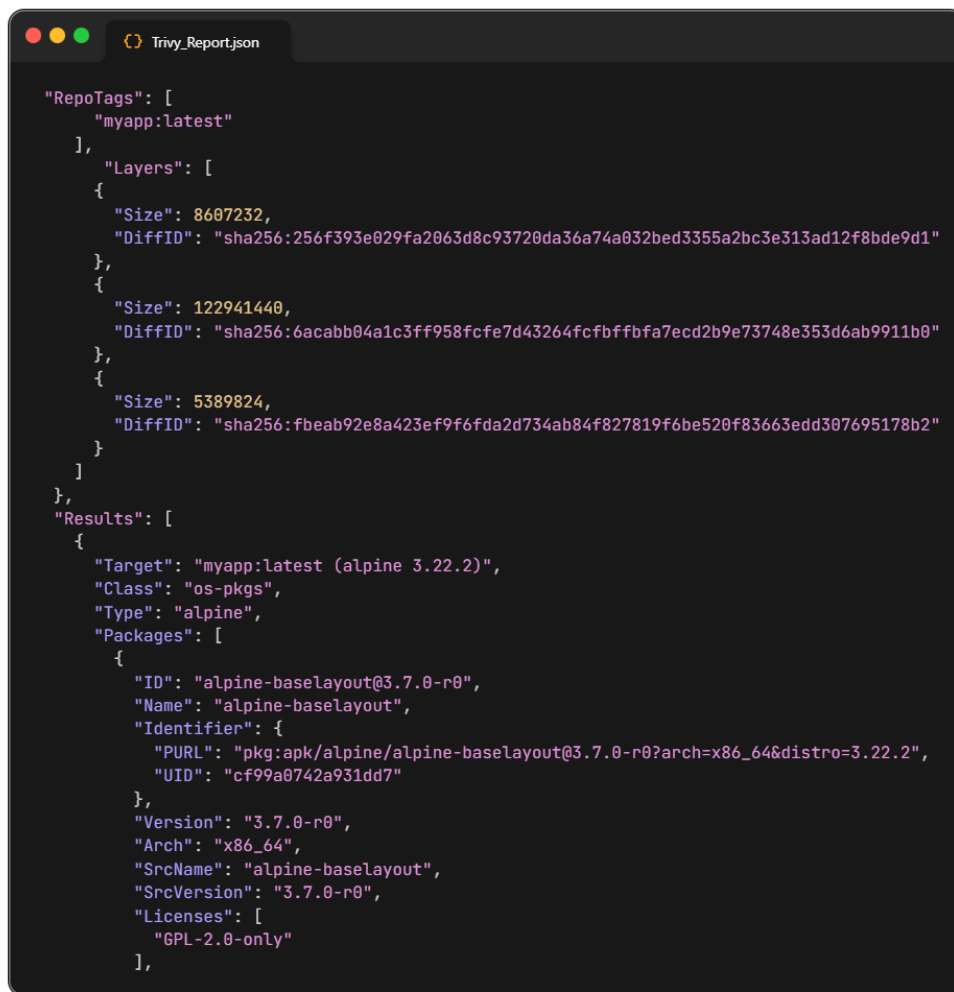 {} Trivy_Report.json
"RepoTags": [
"myapp:latest"
],
"Layers": [
{
"Size": 8607232,
"DiffID": "sha256:256f393e029fa2063d8c93720da36a74a032bed3355a2bc3e313ad12f8bde9d1"
},
{
"Size": 122941440,
"DiffID": "sha256:6acabb04a1c3ff958fcfe7d43264fcfbffbfa7ecd2b9e73748e353d6ab9911b0"
},
{
"Size": 5389824,
"DiffID": "sha256:fbeab92e8a423ef9f6fda2d734ab84f827819f6be520f83663edd307695178b2"
}
]
},
"Results": [
{
"Target": "myapp:latest (alpine 3.22.2)",
"Class": "os-pkgs",
"Type": "alpine",
"Packages": [
{
"ID": "alpine-baselayout@3.7.0-r0",
"Name": "alpine-baselayout",
"Identifier": {
"PURL": "pkg:apk/alpine/alpine-baselayout@3.7.0-r0?arch=x86_64&distro=3.22.2",
"UID": "cf99a0742a931dd7"
},
"Version": "3.7.0-r0",
"Arch": "x86_64",
"SrcName": "alpine-baselayout",
"SrcVersion": "3.7.0-r0",
"Licenses": [
"GPL-2.0-only"
],